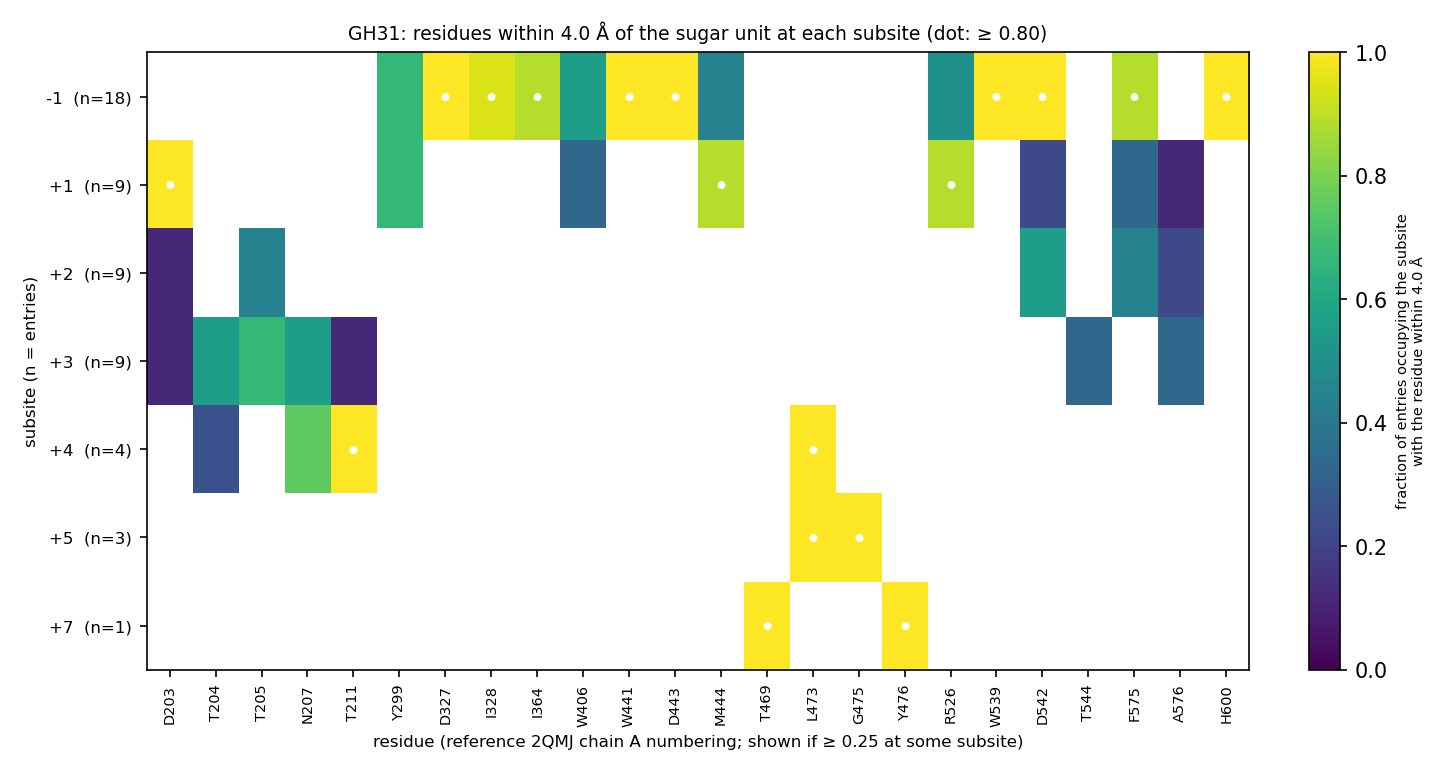 GH31: residues within 4.0 Å of the sugar unit at each subsite (dot: ≥ 0.80)
subsite (n = entries)
-1 (n=18)
+1 (n=9)
+2 (n=9)
+3 (n=9)
+4 (n=4)
+5 (n=3)
+7 (n=1)
D203 T204 T205 N207 T211 Y299 D327 I328 I364 W406 W441 D443 M444 T469 L473 G475 Y476 R526 W539 D542 T544 F575 A576 H600
residue (reference 2QMJ chain A numbering; shown if ≥ 0.25 at some subsite)
1.0
0.8
0.6
0.4
0.2
0.0
fraction of entries occupying the subsite
with the residue within 4.0 Å